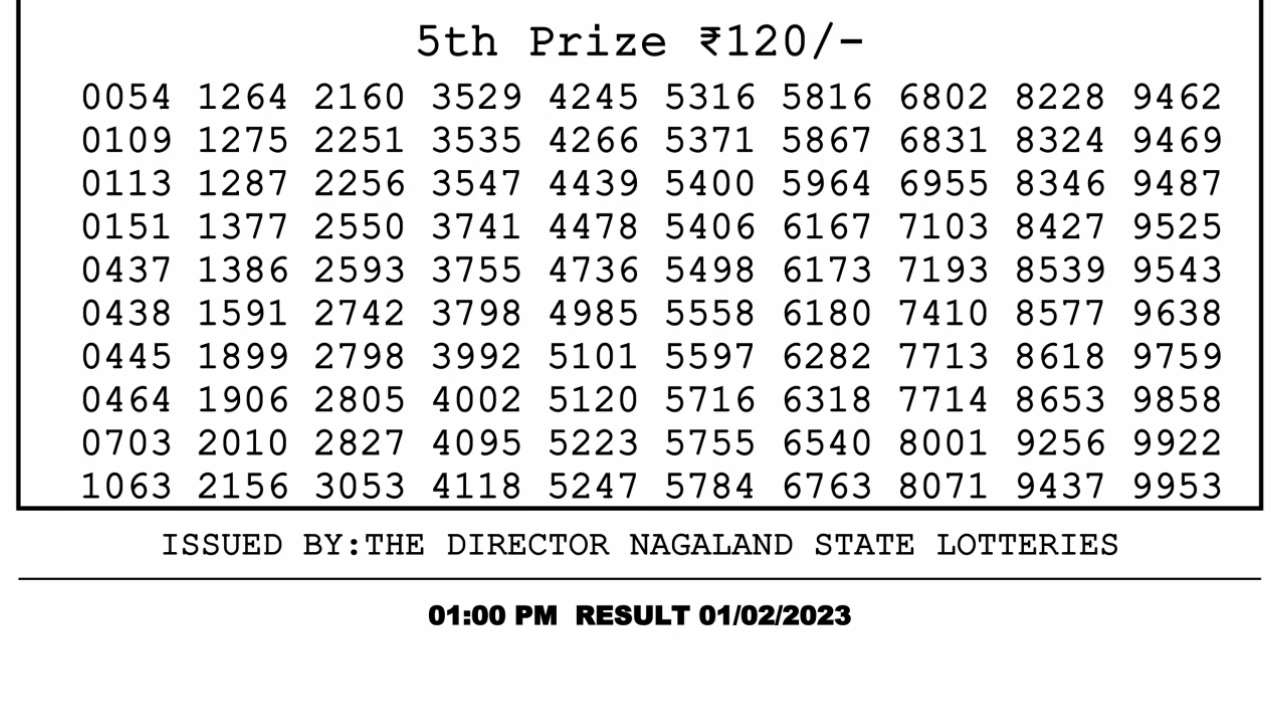 5th Prize ₹120/-
0054 1264 2160 3529 4245 5316 5816 6802 8228 9462
0109 1275 2251 3535 4266 5371 5867 6831 8324 9469
0113 1287 2256 3547 4439 5400 5964 6955 8346 9487
0151 1377 2550 3741 4478 5406 6167 7103 8427 9525
0437 1386 2593 3755 4736 5498 6173 7193 8539 9543
0438 1591 2742 3798 4985 5558 6180 7410 8577 9638
0445 1899 2798 3992 5101 5597 6282 7713 8618 9759
0464 1906 2805 4002 5120 5716 6318 7714 8653 9858
0703 2010 2827 4095 5223 5755 6540 8001 9256 9922
1063 2156 3053 4118 5247 5784 6763 8071 9437 9953
ISSUED BY:THE DIRECTOR NAGALAND STATE LOTTERIES
01:00 PM RESULT 01/02/2023